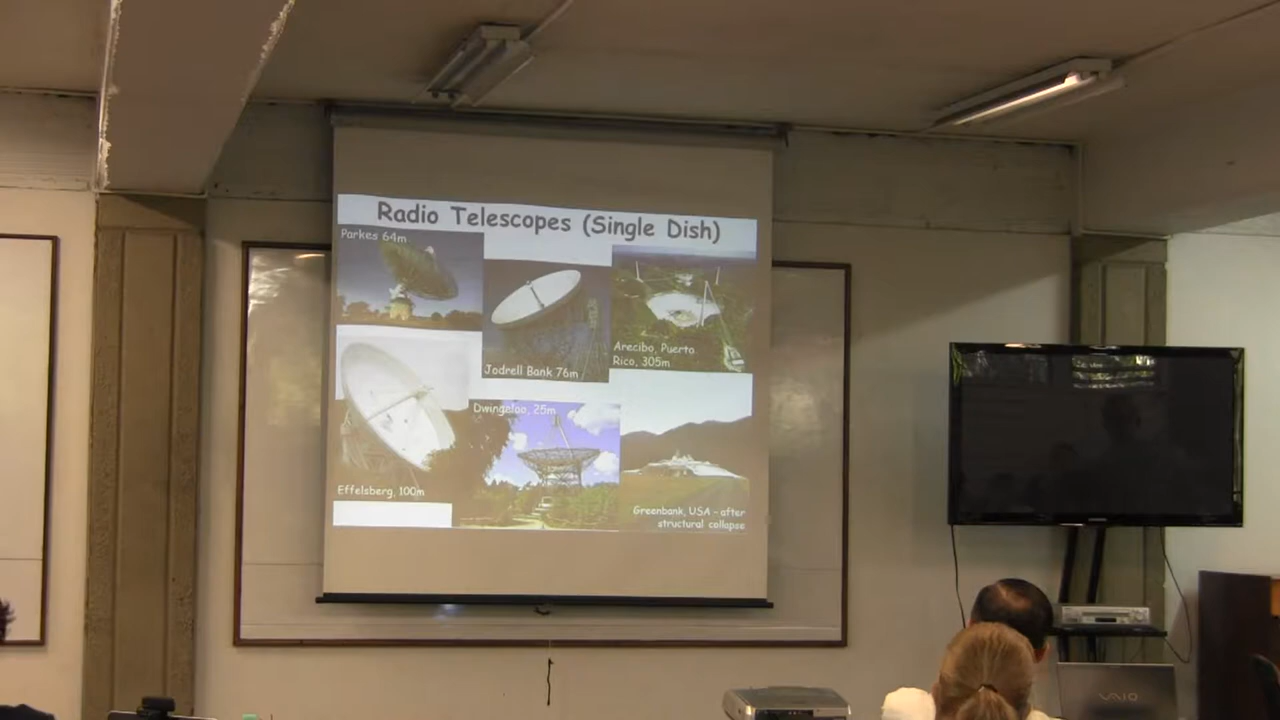 Radio Telescopes (Single Dish)
Parkes 64m
Jodrell Bank 76m
Arecibo, Puerto
Rico, 305m
Effelsberg, 100m
Dwingaloo, 25m
Greenbank, USA - after
structural collapse
VAIO